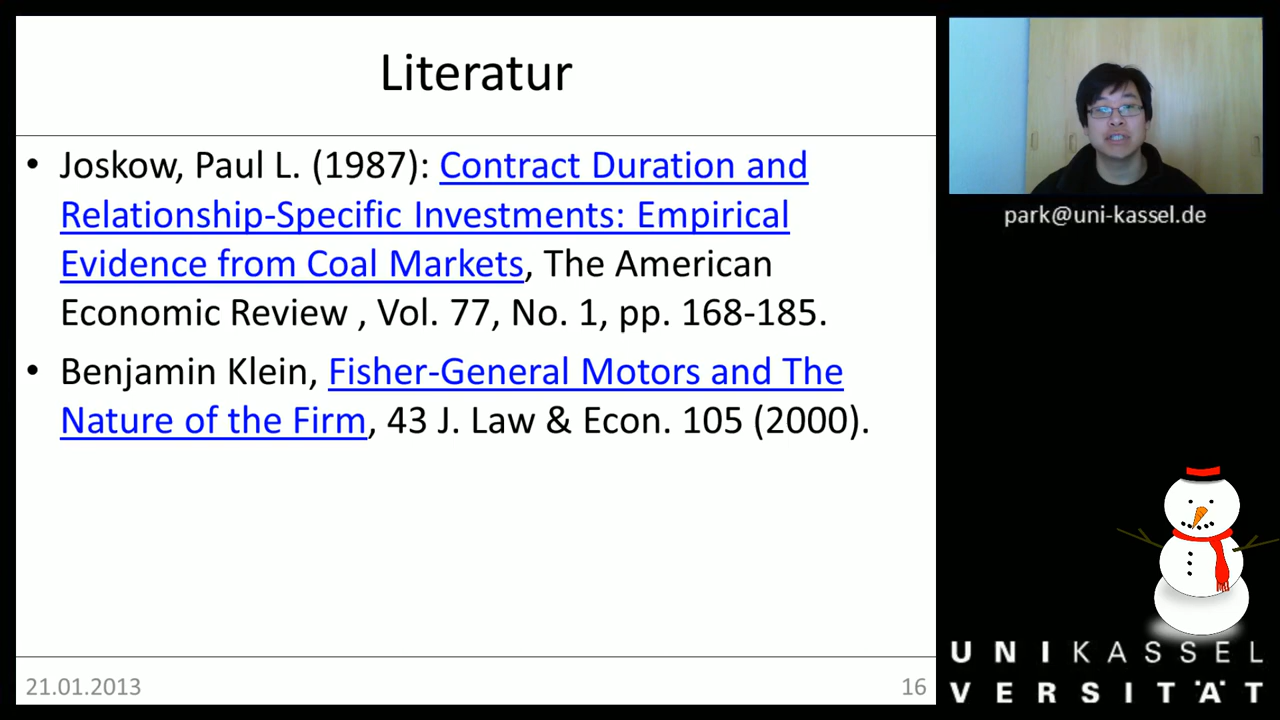 Literatur
• Joskow, Paul L. (1987): Contract Duration and
Relationship-Specific Investments: Empirical
Evidence from Coal Markets, The American
Economic Review , Vol. 77, No. 1, pp. 168-185.
• Benjamin Klein, Fisher-General Motors and The
Nature of the Firm, 43 J. Law & Econ. 105 (2000).
21.01.2013
16
park@uni-kassel.de
UNIKASSEL
VERSITÄT